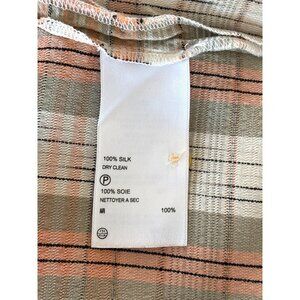 100% SILK
DRY CLEAN
P
100% SOIE
NETTOYER A SEC
絹 100%